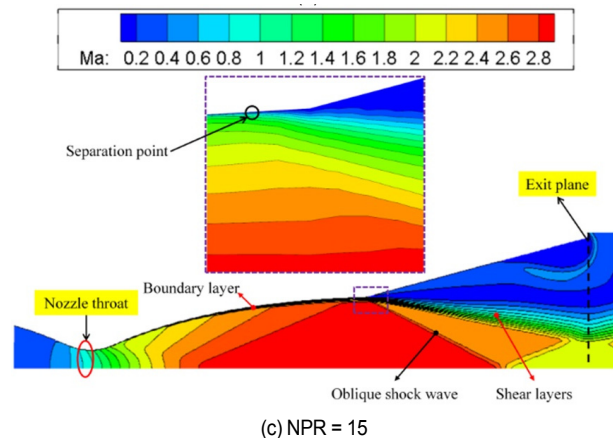 Ma: 0.2 0.4 0.6 0.8 1 1.2 1.4 1.6 1.8 2 2.2 2.4 2.6 2.8
Separation point
Exit plane
Boundary layer
Nozzle throat
Oblique shock wave
Shear layers
(c) NPR = 15